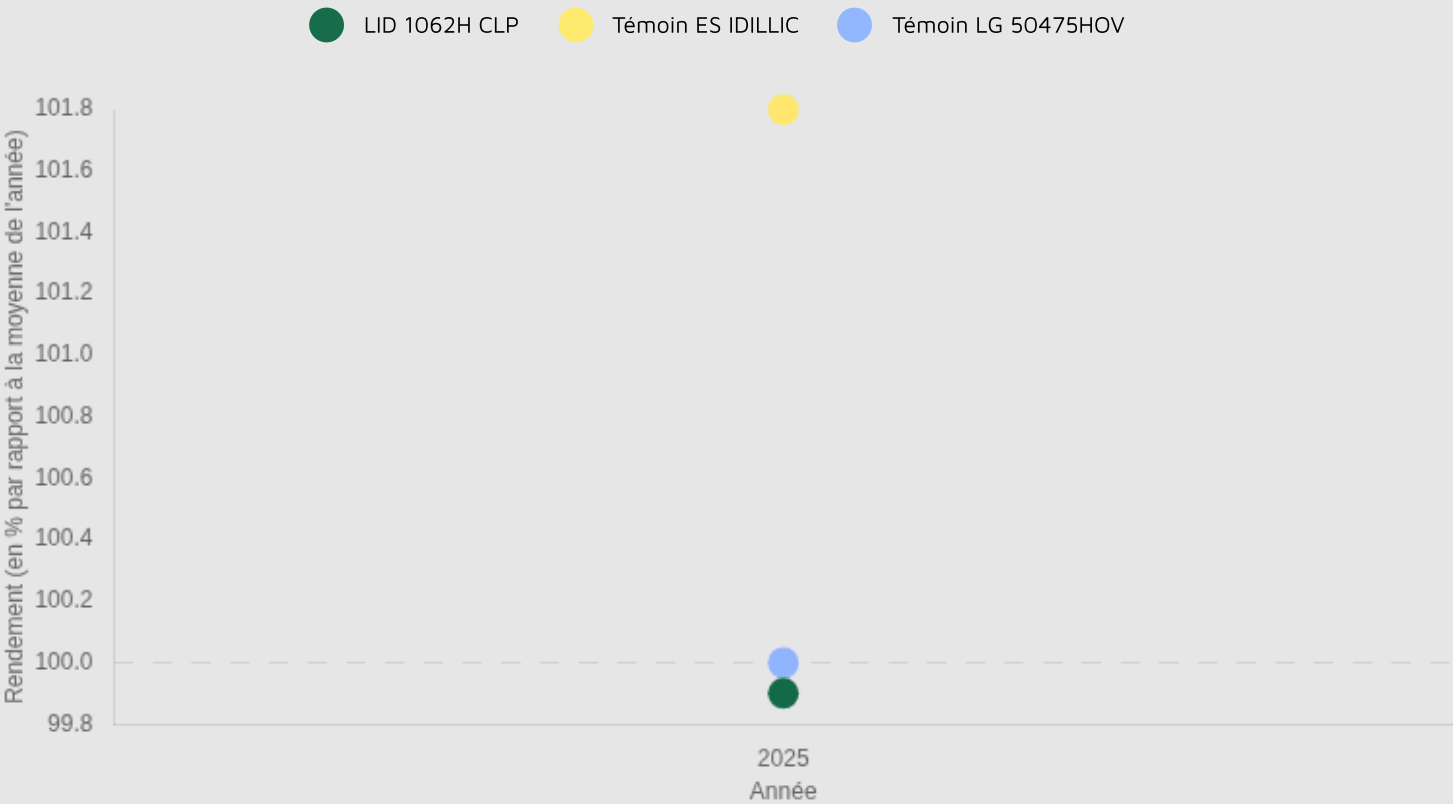 LID 1062H CLP
Témoin ES IDILLIC
Témoin LG 50475HOV
Rendement (en % par rapport à la moyenne de l'année)
101.8
101.6
101.4
101.2
101.0
100.8
100.6
100.4
100.2
100.0
99.8
2025
Année